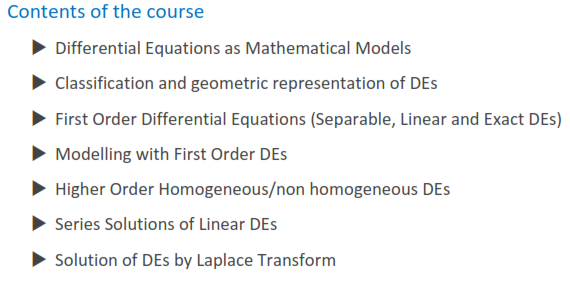 Contents of the course
▶ Differential Equations as Mathematical Models
▶ Classification and geometric representation of DEs
▶ First Order Differential Equations (Separable, Linear and Exact DEs)
▶ Modelling with First Order DEs
▶ Higher Order Homogeneous/non homogeneous DEs
▶ Series Solutions of Linear DEs
▶ Solution of DEs by Laplace Transform